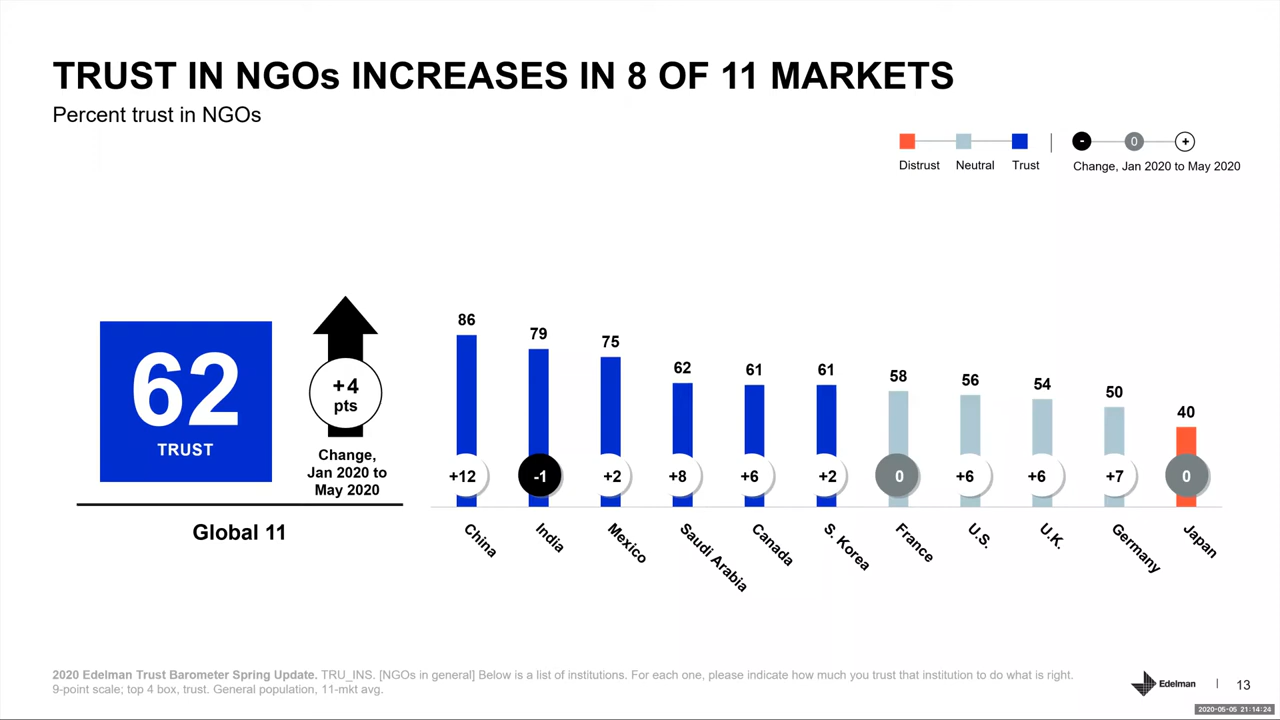 TRUST IN NGOs INCREASES IN 8 OF 11 MARKETS
Percent trust in NGOs
Distrust Neutral Trust
- 0 +
Change, Jan 2020 to May 2020
62
TRUST
+4
pts
Change,
Jan 2020 to
May 2020
Global 11
86 79 75 62 61 61 58 56 54 50 40
+12 -1 +2 +8 +6 +2 0 +6 +6 +7 0
China India Mexico Saudi Arabia Canada S. Korea France U.S. U.K. Germany Japan
2020 Edelman Trust Barometer Spring Update. TRU_INS. [NGOs in general] Below is a list of institutions. For each one, please indicate how much you trust that institution to do what is right.
9-point scale; top 4 box, trust. General population, 11-mkt avg.
Edelman | 13
2020-05-05 21:14:24